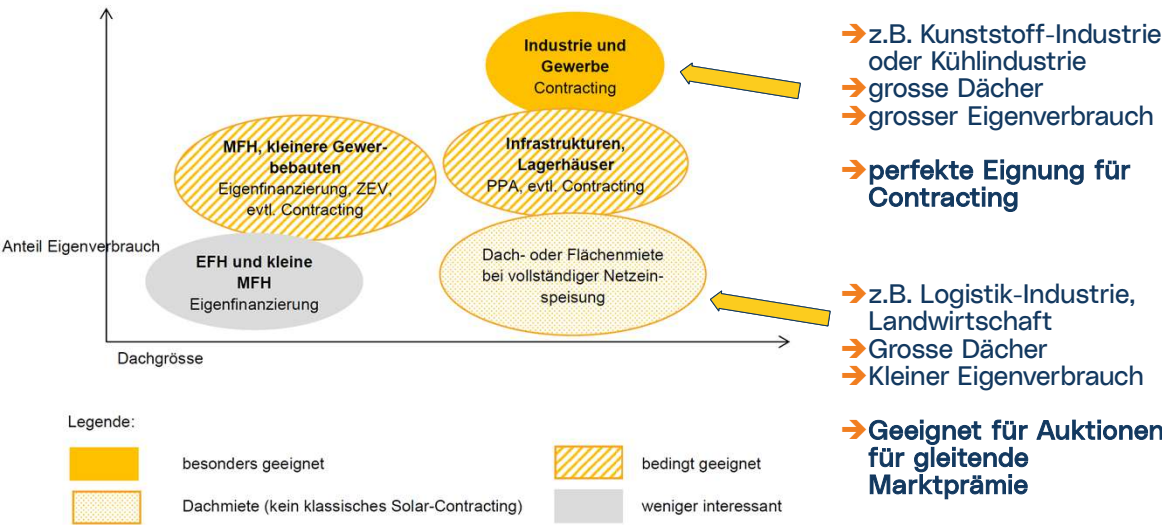 Industrie und
Gewerbe
Contracting
MFH, kleinere Gewer-
bebauten
Eigenfinanzierung, ZEV,
evtl. Contracting
Infrastrukturen,
Lagerhäuser
PPA, evtl. Contracting
Anteil Eigenverbrauch
EFH und kleine
MFH
Eigenfinanzierung
Dach- oder Flächenmiete
bei vollständiger Netzein-
speisung
Dachgrösse
➔z.B. Kunststoff-Industrie
oder Kühlindustrie
➔grosse Dächer
➔grosser Eigenverbrauch
➔perfekte Eignung für
Contracting
➔z.B. Logistik-Industrie,
Landwirtschaft
➔Grosse Dächer
➔Kleiner Eigenverbrauch
➔Geeignet für Auktionen
für gleitende
Marktprämie
Legende:
besonders geeignet
bedingt geeignet
Dachmiete (kein klassisches Solar-Contracting)
weniger interessant